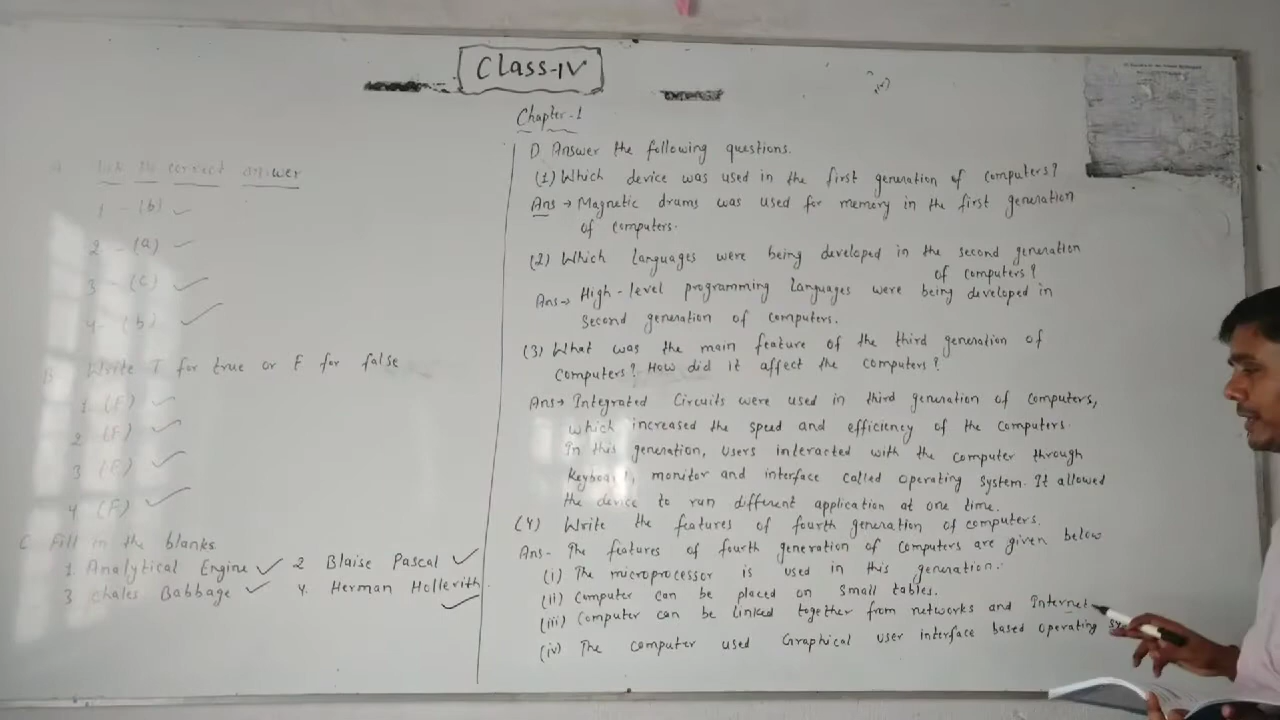 Class-IV
A Tick the correct answer
1 - (b)
2 - (a)
3 - (c)
4 - (b)
B Write T for true or F for false
1 (F)
2 (F)
3 (F)
4 (F)
C Fill in the blanks
1. Analytical Engine 2 Blaise Pascal
3 Chales Babbage 4. Herman Hollerith
Chapter-1
D Answer the following questions.
(1) Which device was used in the first generation of computers?
Ans → Magnetic drums was used for memory in the first generation
of computers.
(2) Which languages were being developed in the second generation
of computers?
Ans → High-level programming languages were being developed in
second generation of computers.
(3) What was the main feature of the third generation of
computers? How did it affect the computers?
Ans → Integrated Circuits were used in third generation of computers,
which increased the speed and efficiency of the computers.
In this generation, users interacted with the computer through
keyboard, monitor and interface called operating system. It allowed
the device to run different application at one time.
(4) Write the features of fourth generation of computers.
Ans - The features of fourth generation of computers are given below
(i) The microprocessor is used in this generation.
(ii) Computer can be placed on small tables.
(iii) Computer can be linked together from networks and Internet.
(iv) The computer used Graphical user interface based operating sy